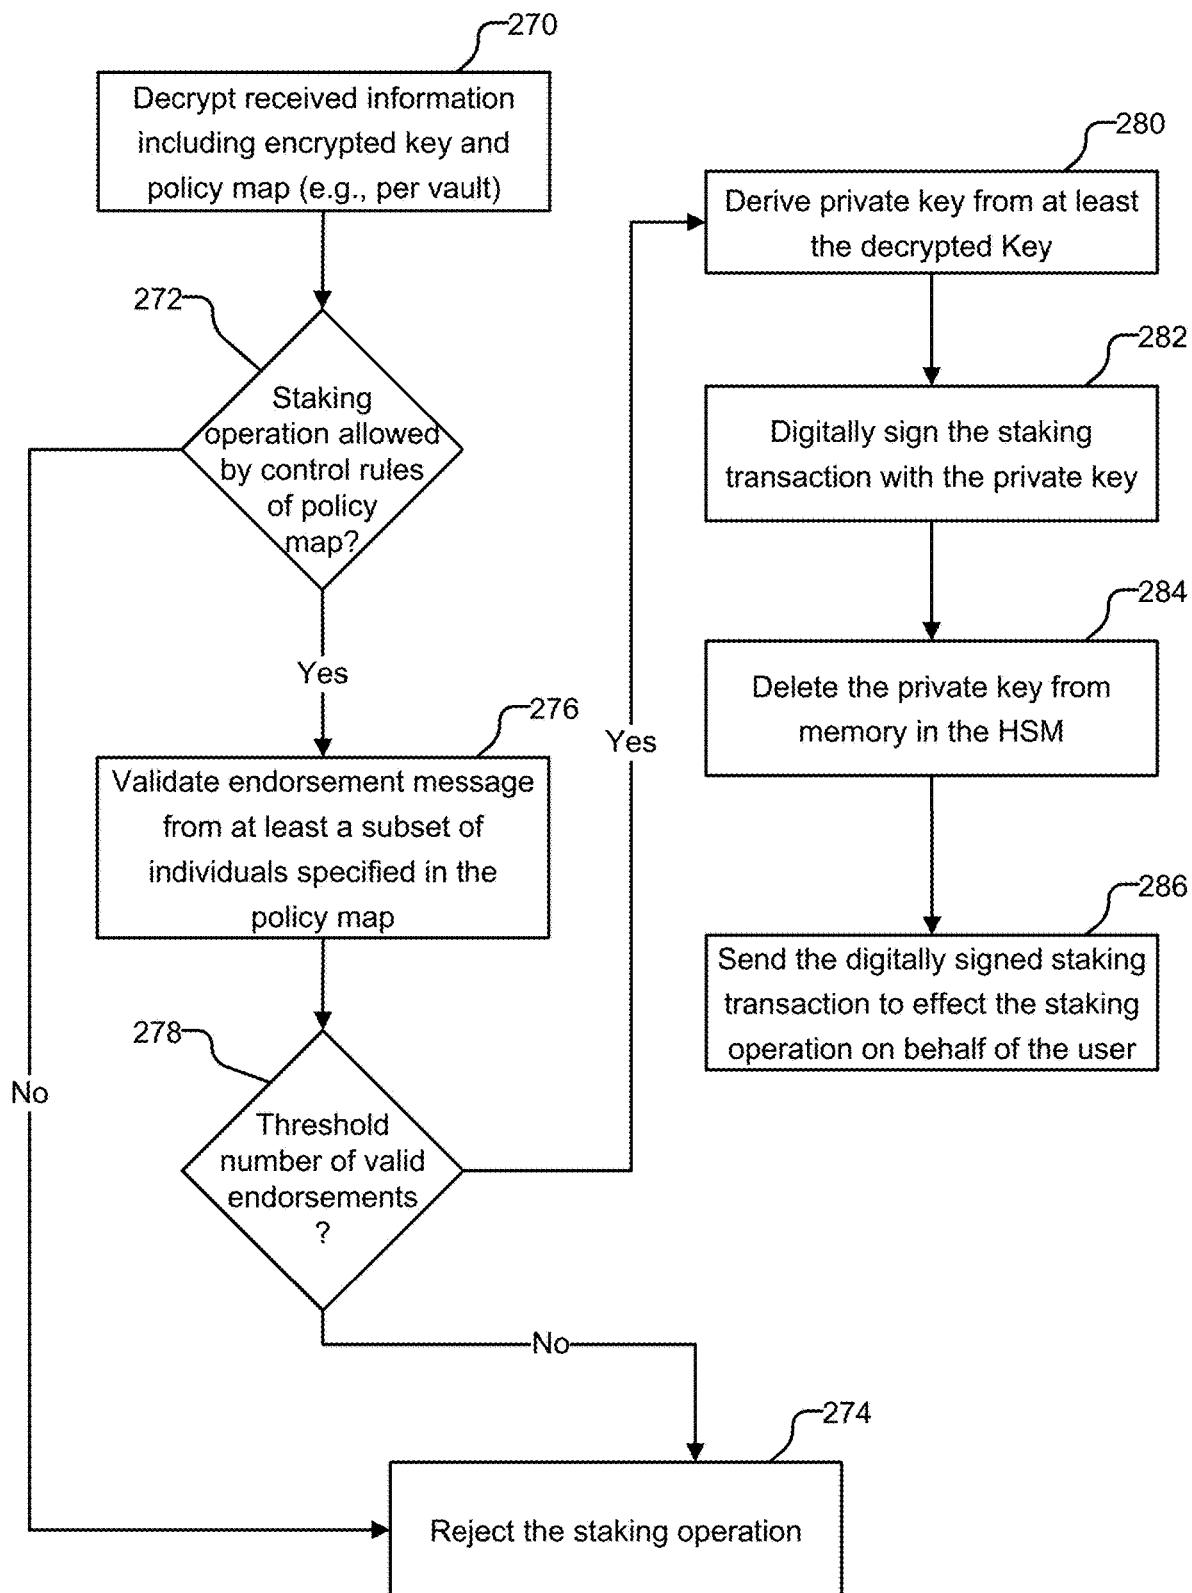 270
Decrypt received information
including encrypted key and
policy map (e.g., per vault)
272
Staking
operation allowed
by control rules
of policy
map?
Yes
276
Validate endorsement message
from at least a subset of
individuals specified in the
policy map
278
Threshold
number of valid
endorsements
?
No
No
Yes
280
Derive private key from at least
the decrypted Key
282
Digitally sign the staking
transaction with the private key
284
Delete the private key from
memory in the HSM
286
Send the digitally signed staking
transaction to effect the staking
operation on behalf of the user
274
Reject the staking operation